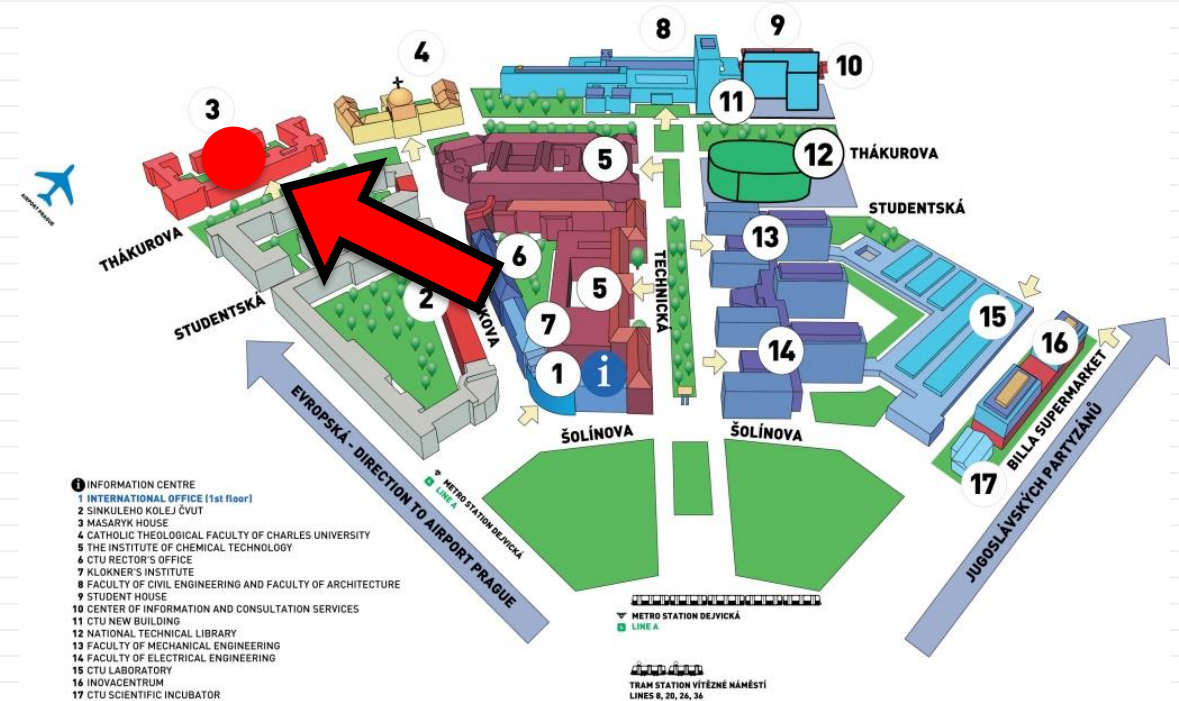 8
9
4
10
3
11
5
12
THÁKUROVA
AIRPORT PRAGUE
STUDENTSKÁ
13
THÁKUROVA
6
TECHNICKÁ
5
2
STUDENTSKÁ
15
7
16
14
1
i
EVROPSKÁ - DIRECTION TO AIRPORT PRAGUE
ŠOLÍNOVA
ŠOLÍNOVA
BILLA SUPERMARKET
JUGOSLÁVSKÝCH PARTYZÁNŮ
17
METRO STATION DEJVICKÁ
LINE A
i INFORMATION CENTRE
1 INTERNATIONAL OFFICE (1st floor)
2 SINKULEHO KOLEJ ČVUT
3 MASARYK HOUSE
4 CATHOLIC THEOLOGICAL FACULTY OF CHARLES UNIVERSITY
5 THE INSTITUTE OF CHEMICAL TECHNOLOGY
6 CTU RECTOR'S OFFICE
7 KLOKNER'S INSTITUTE
8 FACULTY OF CIVIL ENGINEERING AND FACULTY OF ARCHITECTURE
9 STUDENT HOUSE
10 CENTER OF INFORMATION AND CONSULTATION SERVICES
11 CTU NEW BUILDING
12 NATIONAL TECHNICAL LIBRARY
13 FACULTY OF MECHANICAL ENGINEERING
14 FACULTY OF ELECTRICAL ENGINEERING
15 CTU LABORATORY
16 INOVACENTRUM
17 CTU SCIENTIFIC INCUBATOR
METRO STATION DEJVICKÁ
LINE A
TRAM STATION VÍTĚZNÉ NÁMĚSTÍ
LINES 8, 20, 26, 36